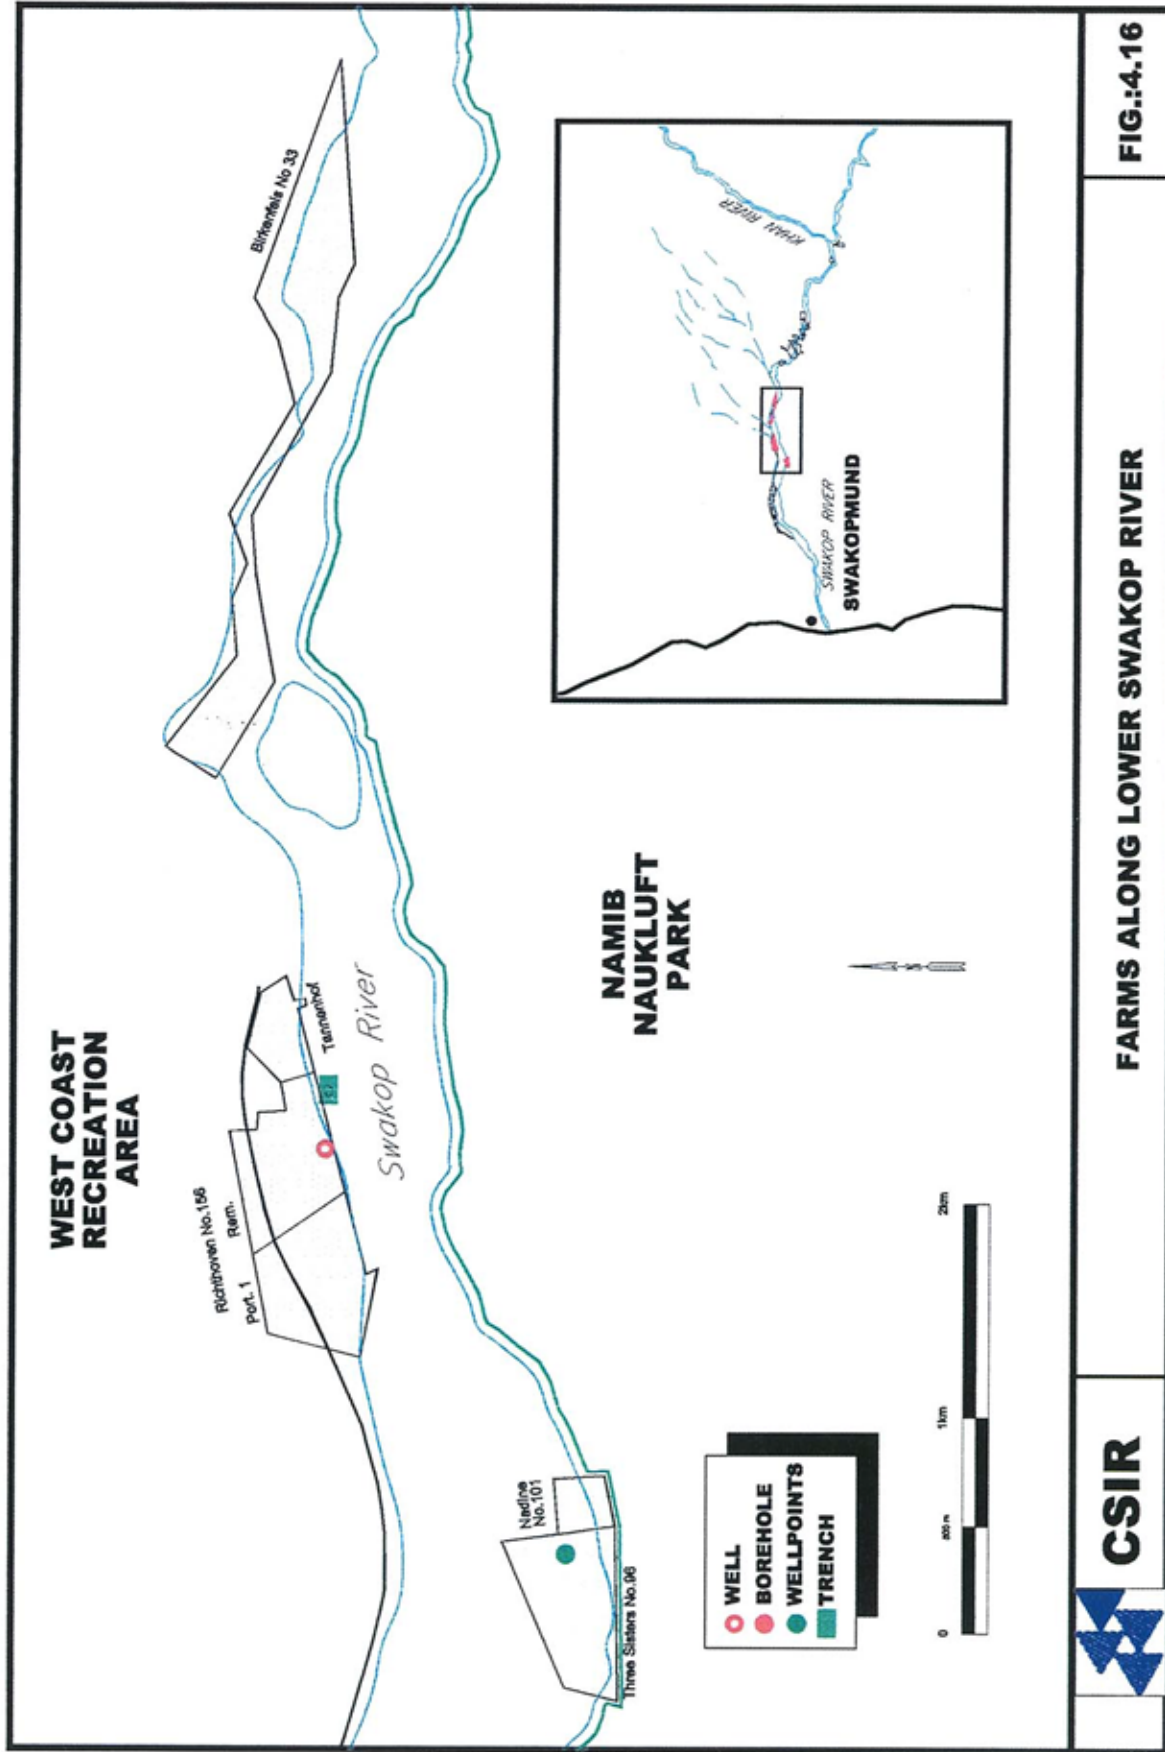 WEST COAST
RECREATION
AREA
Birkenfels No 33
Richthoven No.156
Port. 1
Rem.
Tannenhof
Swakop River
Nadine
No.101
Three Sisters No.96
NAMIB
NAUKLUFT
PARK
N
KHAN RIVER
SWAKOP RIVER
SWAKOPMUND
WELL
BOREHOLE
WELLPOINTS
TRENCH
0
500 m
1km
2km
CSIR
FARMS ALONG LOWER SWAKOP RIVER
FIG.:4.16